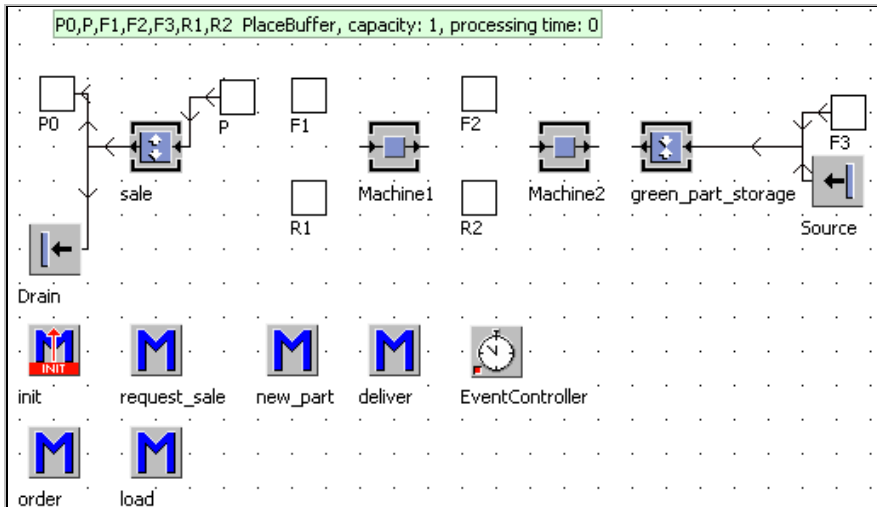 P0,P,F1,F2,F3,R1,R2 PlaceBuffer, capacity: 1, processing time: 0
P0
P
F1
F2
F3
sale
Machine1
Machine2
green_part_storage
R1
R2
Source
Drain
INIT
init
request_sale
new_part
deliver
EventController
order
load